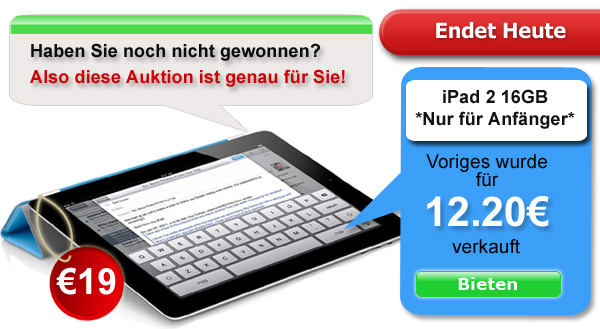 Haben Sie noch nicht gewonnen?
Also diese Auktion ist genau für Sie!
Endet Heute
iPad 2 16GB
*Nur für Anfänger*
Voriges wurde
für
12.20€
verkauft
Bieten
€19